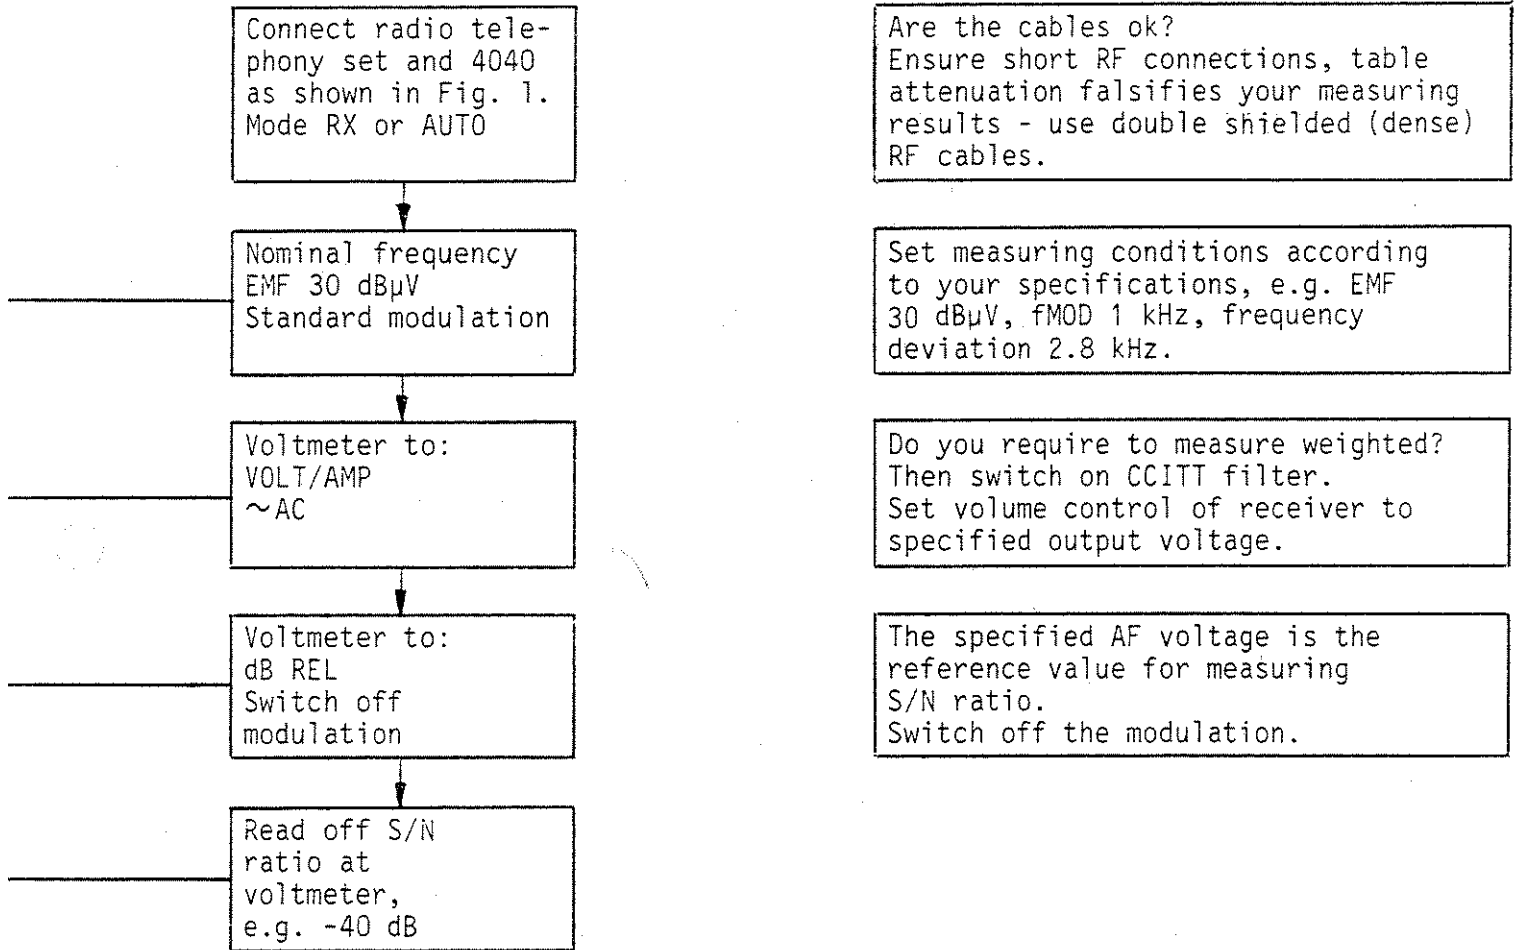 Connect radio tele-
phony set and 4040
as shown in Fig. 1.
Mode RX or AUTO
Are the cables ok?
Ensure short RF connections, table
attenuation falsifies your measuring
results - use double shielded (dense)
RF cables.
Nominal frequency
EMF 30 dBµV
Standard modulation
Set measuring conditions according
to your specifications, e.g. EMF
30 dBµV, fMOD 1 kHz, frequency
deviation 2.8 kHz.
Voltmeter to:
VOLT/AMP
~AC
Do you require to measure weighted?
Then switch on CCITT filter.
Set volume control of receiver to
specified output voltage.
Voltmeter to:
dB REL
Switch off
modulation
The specified AF voltage is the
reference value for measuring
S/N ratio.
Switch off the modulation.
Read off S/N
ratio at
voltmeter,
e.g. -40 dB